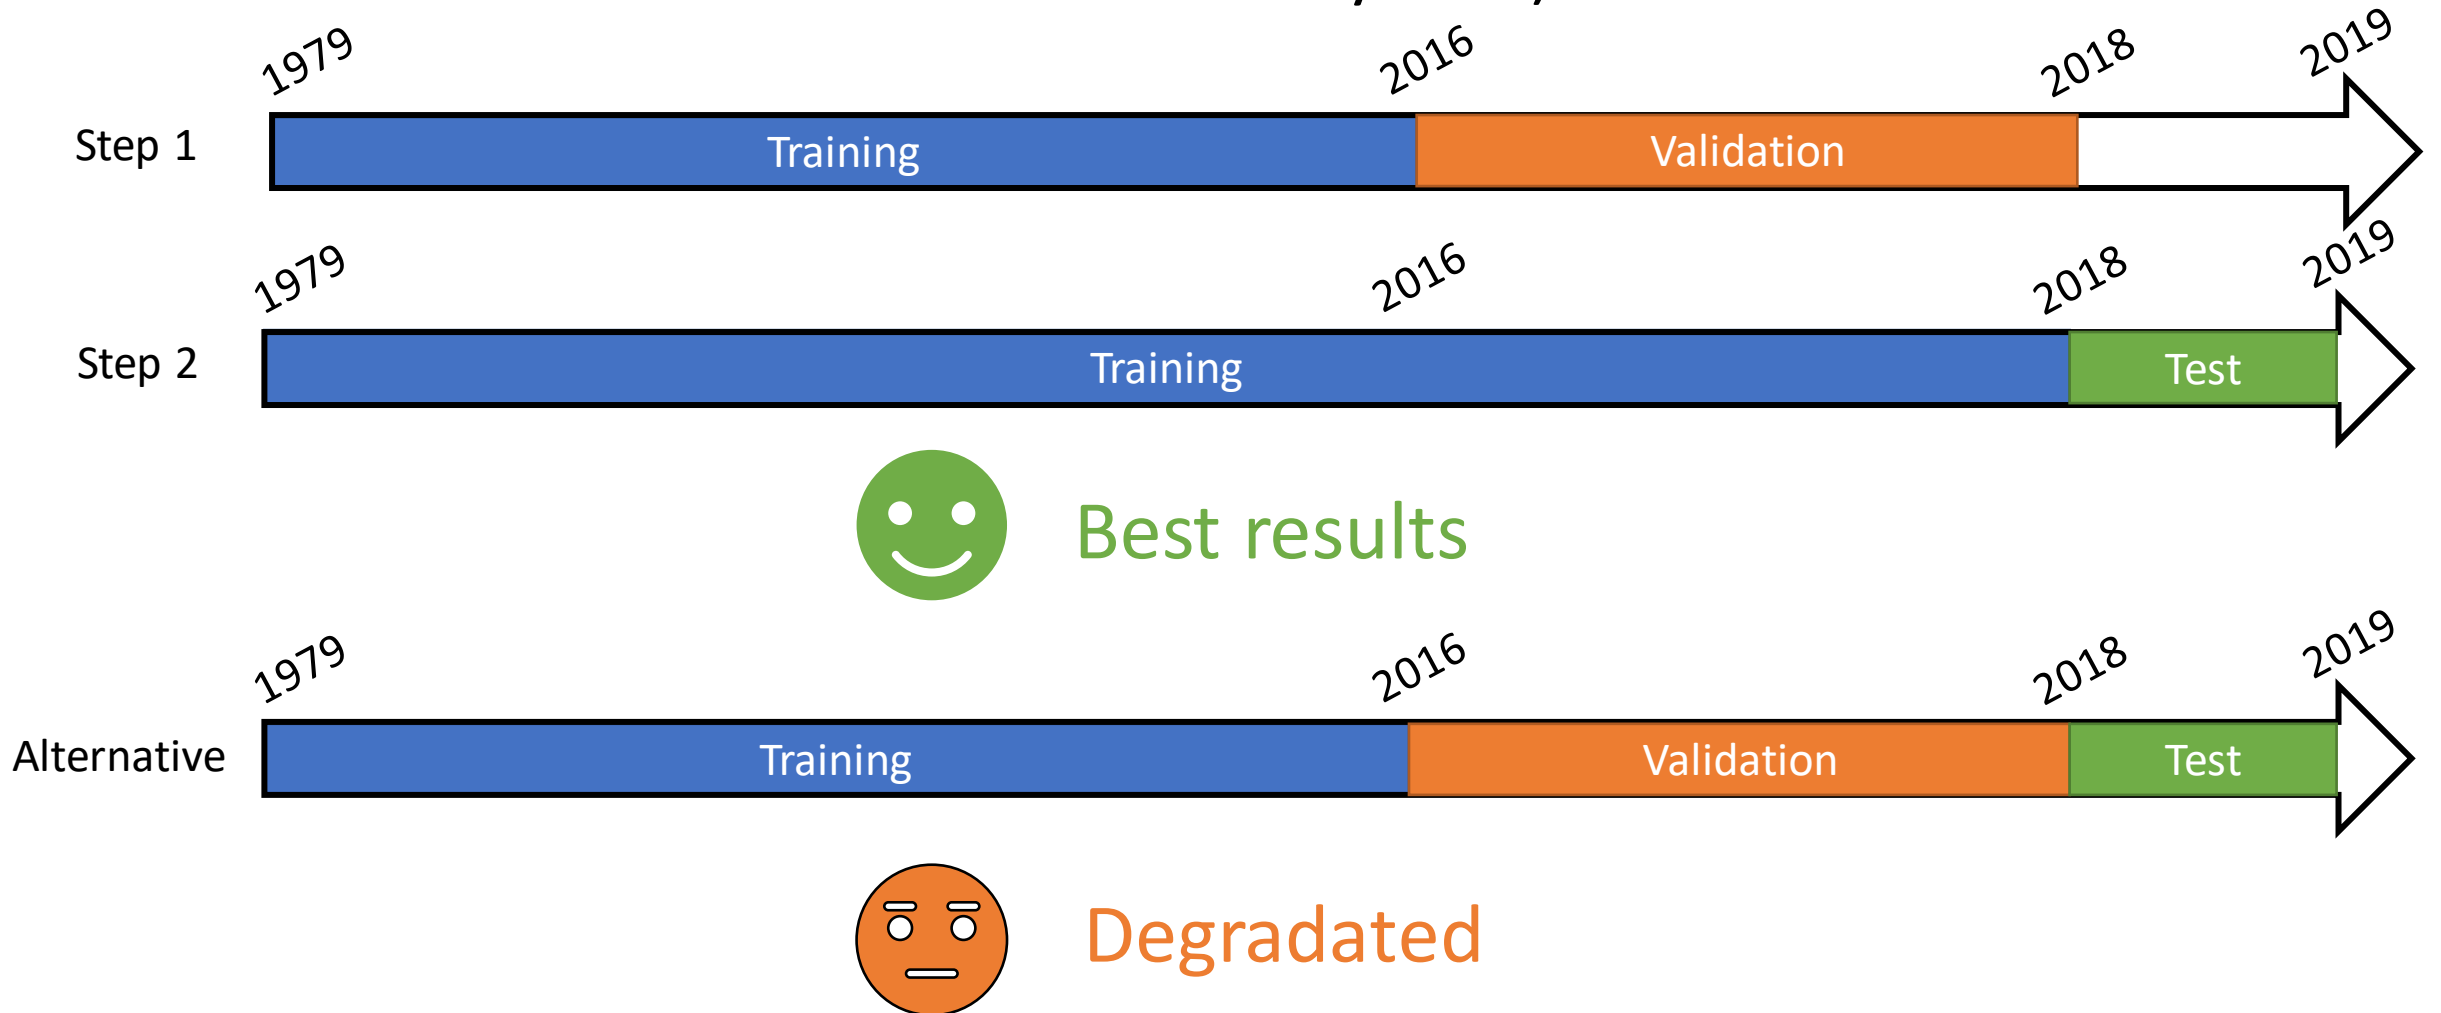 1979 2016 2018 2019
Step 1 Training Validation
1979 2016 2018 2019
Step 2 Training Test
Best results
1979 2016 2018 2019
Alternative Training Validation Test
Degradated